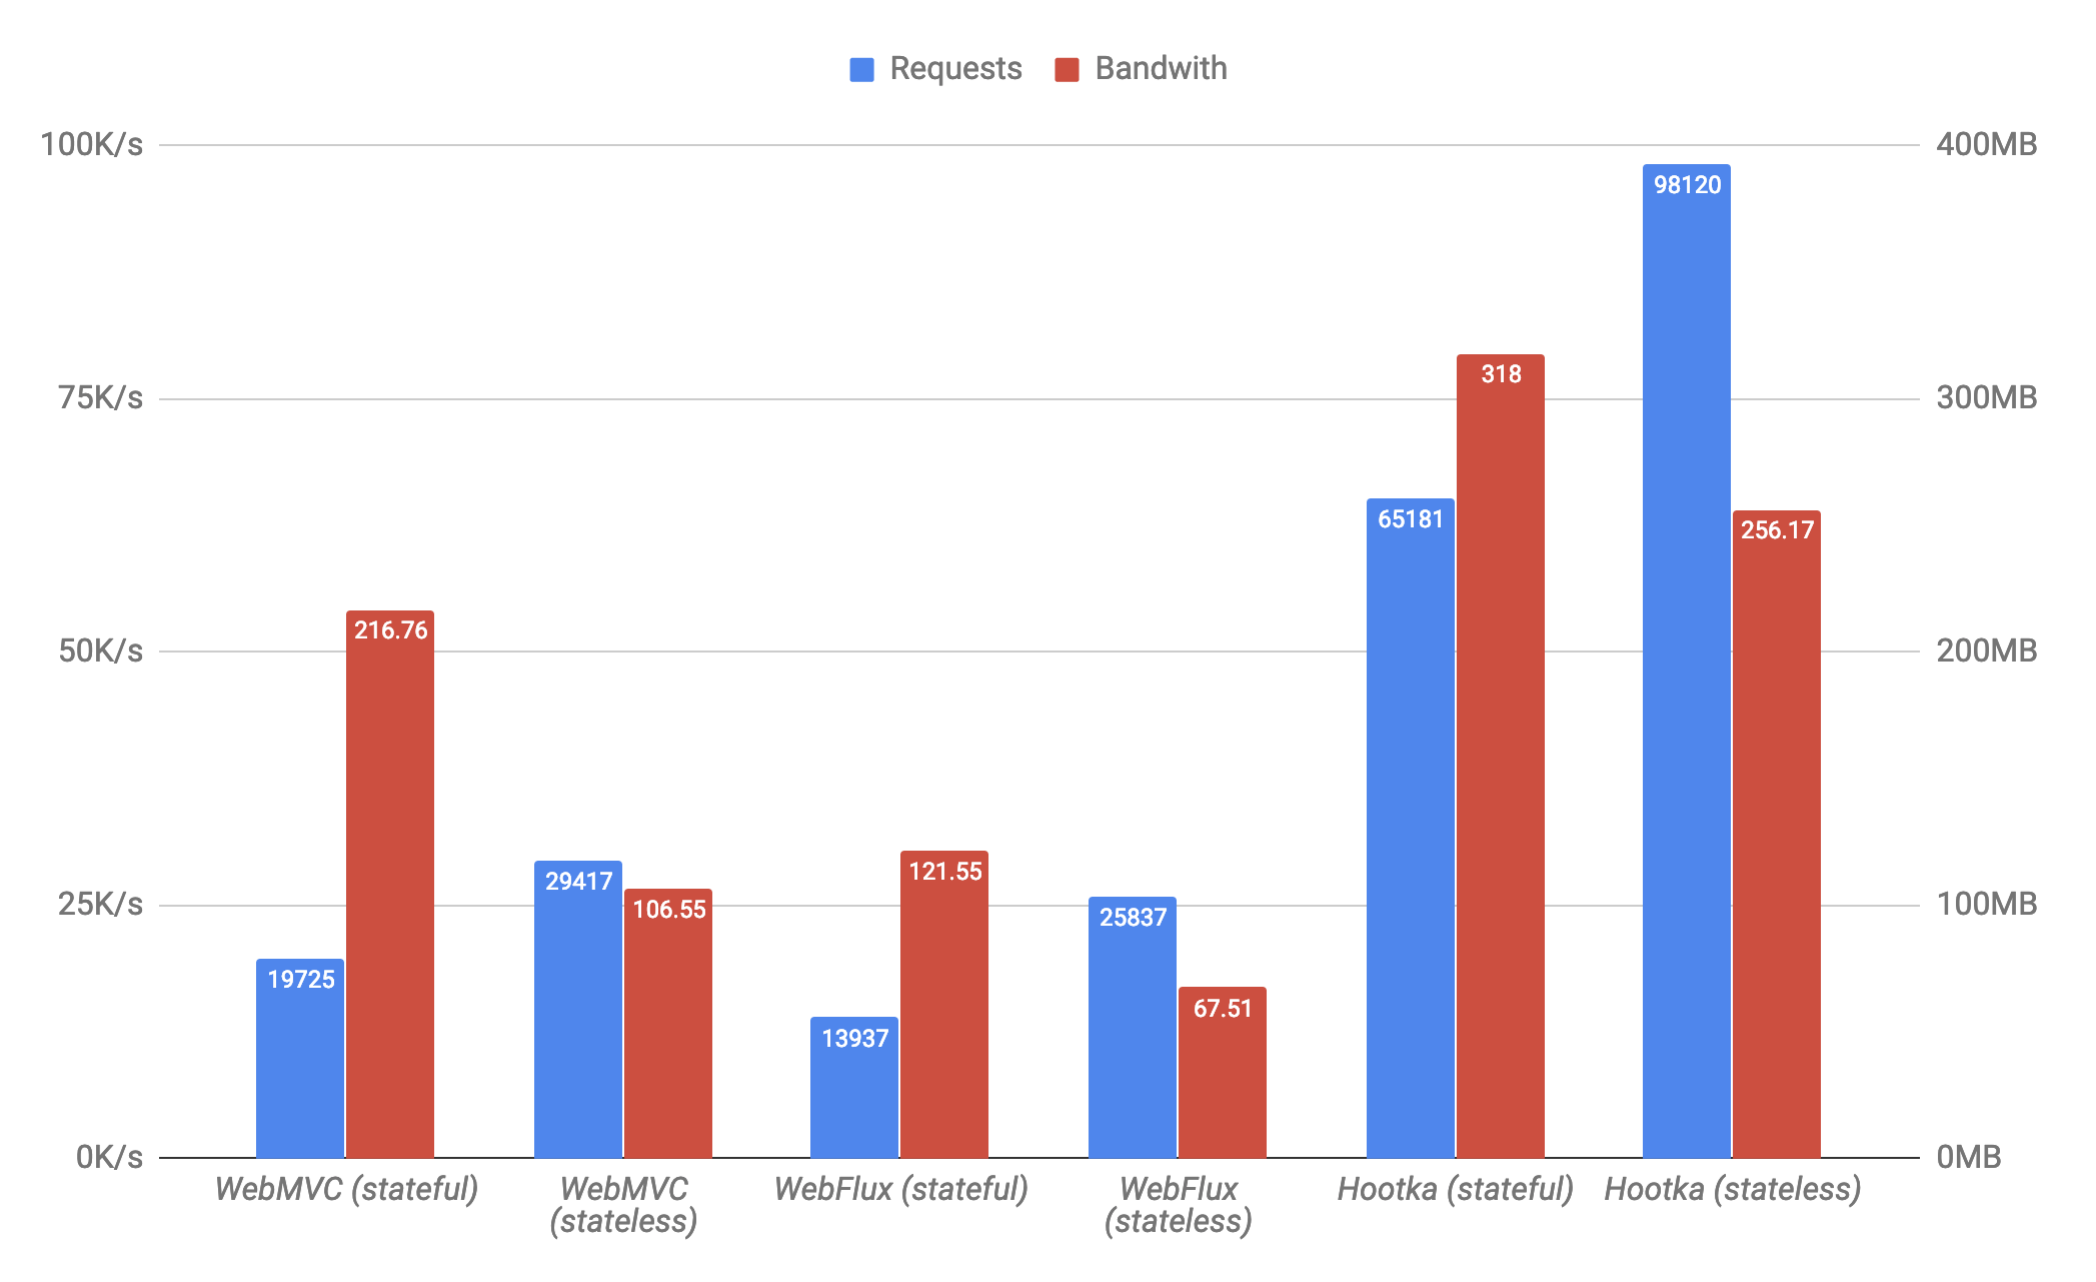 Requests Bandwith
100K/s
400MB
98120
75K/s
318
300MB
65181
256.17
216.76
50K/s
200MB
29417
106.55
121.55
25837
25K/s
100MB
19725
13937
67.51
0K/s
0MB
WebMVC (stateful)
WebMVC
(stateless)
WebFlux (stateful)
WebFlux
(stateless)
Hootka (stateful)
Hootka (stateless)